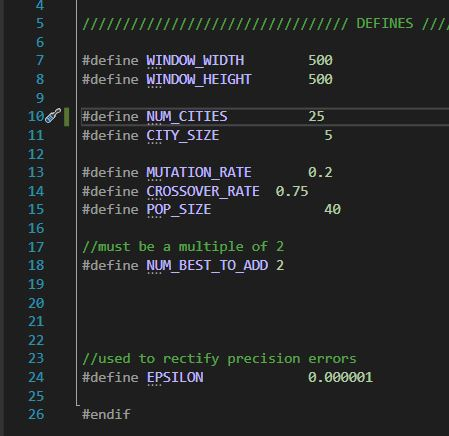 4
5 ///////////////////////////////// DEFINES ////
6
7 #define WINDOW_WIDTH 500
8 #define WINDOW_HEIGHT 500
9
10 #define NUM_CITIES 25
11 #define CITY_SIZE 5
12
13 #define MUTATION_RATE 0.2
14 #define CROSSOVER_RATE 0.75
15 #define POP_SIZE 40
16
17 //must be a multiple of 2
18 #define NUM_BEST_TO_ADD 2
19
20
21
22
23 //used to rectify precision errors
24 #define EPSILON 0.000001
25
26 #endif